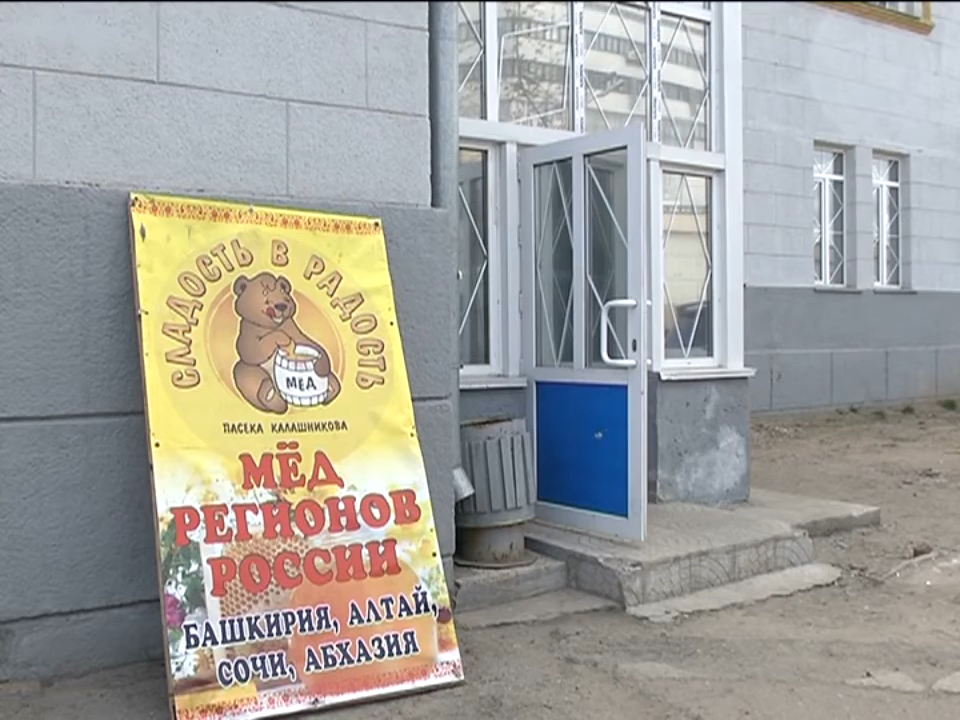 СЛАДОСТЬ В РАДОСТЬ
МЕД
ПАСЕКА КАЛАШНИКОВА
МЁД
РЕГИОНОВ
РОССИИ
БАШКИРИЯ, АЛТАЙ,
СОЧИ, АБХАЗИЯ